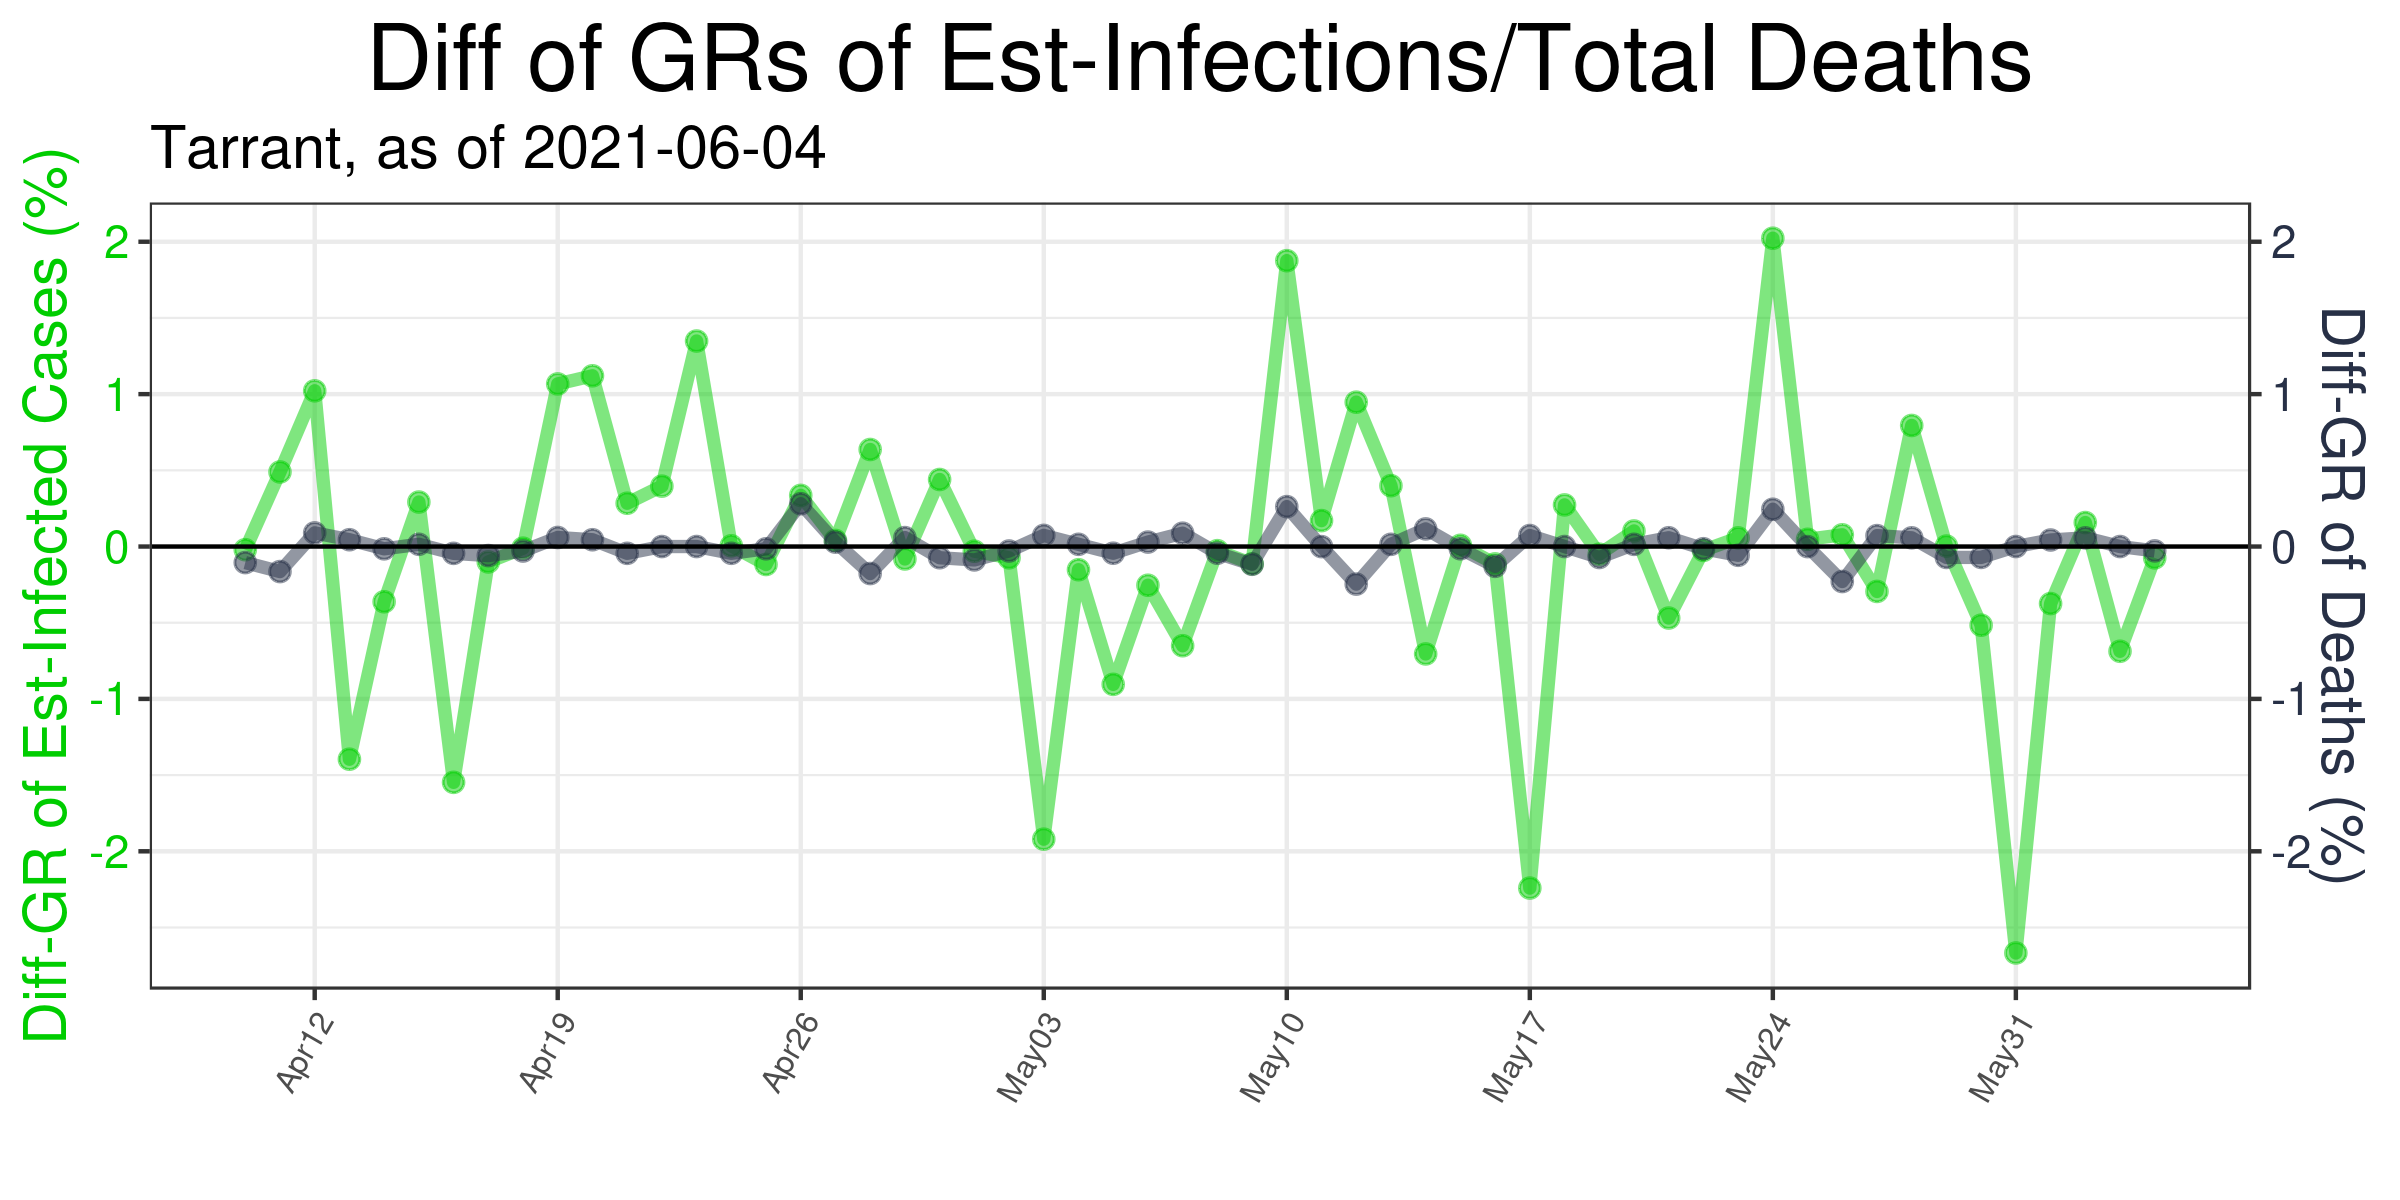 Diff of GRs of Est-Infections/Total Deaths
Tarrant, as of 2021-06-04
Diff-GR of Est-Infected Cases (%)
2
1
0
-1
-2
2
1
0
-1
-2
Diff-GR of Deaths (%)
Apr12
Apr19
Apr26
May03
May10
May17
May24
May31